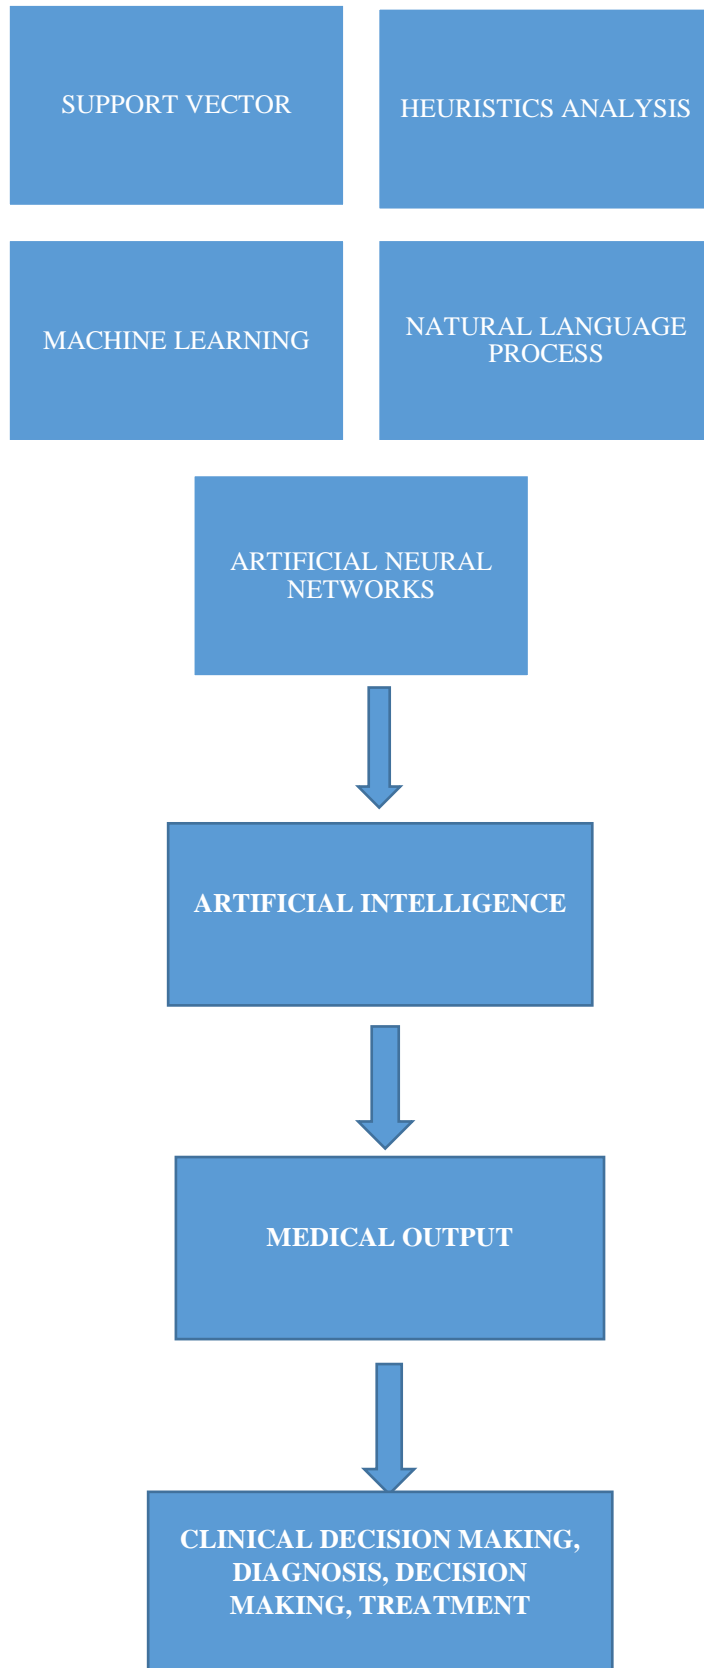 SUPPORT VECTOR
HEURISTICS ANALYSIS
MACHINE LEARNING
NATURAL LANGUAGE
PROCESS
ARTIFICIAL NEURAL
NETWORKS
ARTIFICIAL INTELLIGENCE
MEDICAL OUTPUT
CLINICAL DECISION MAKING,
DIAGNOSIS, DECISION
MAKING, TREATMENT